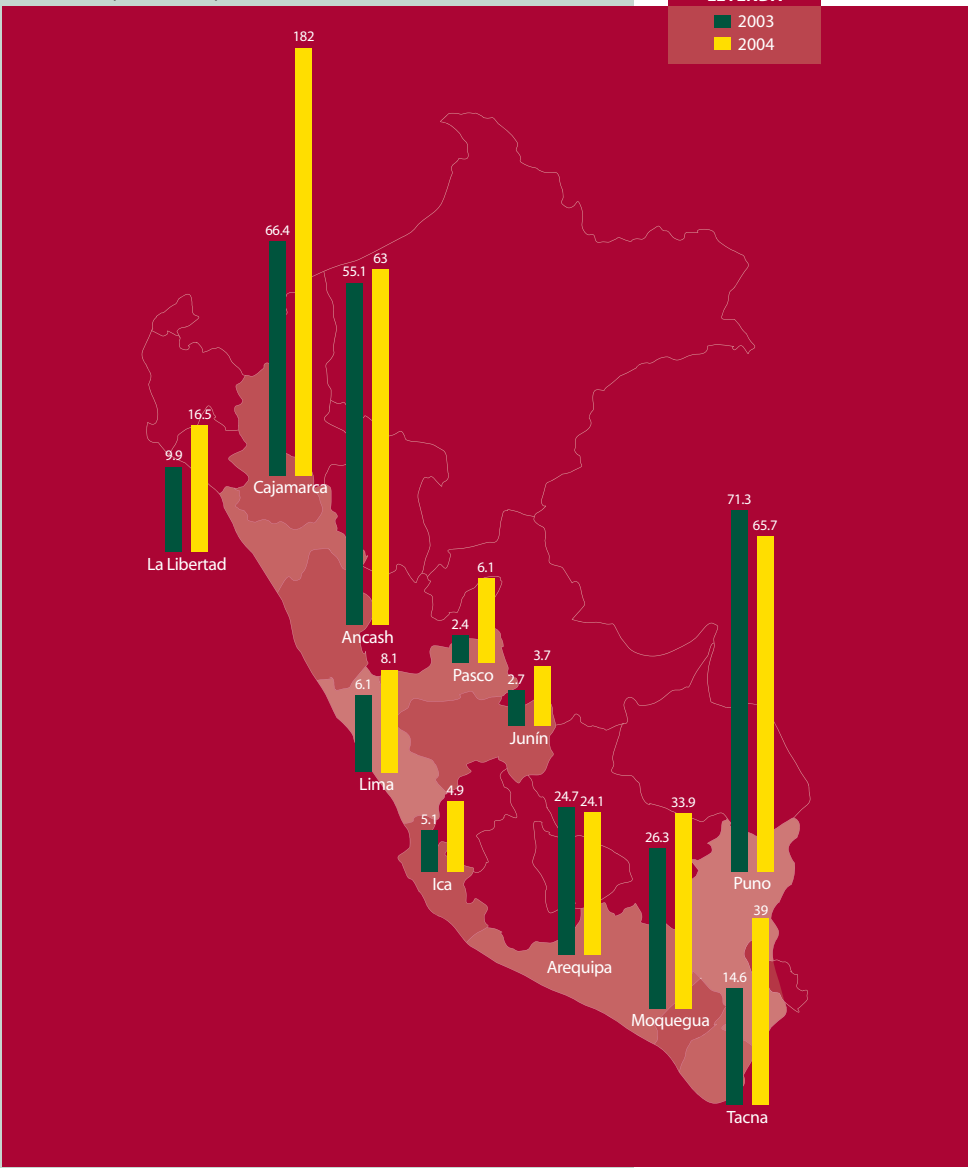 2003
2004
182
66.4
55.1
63
9.9
16.5
Cajamarca
La Libertad
Ancash
71.3
65.7
2.4
6.1
Pasco
6.1
8.1
Lima
2.7
3.7
Junín
5.1
4.9
Ica
24.7
24.1
Arequipa
26.3
33.9
Moquegua
Puno
14.6
39
Tacna